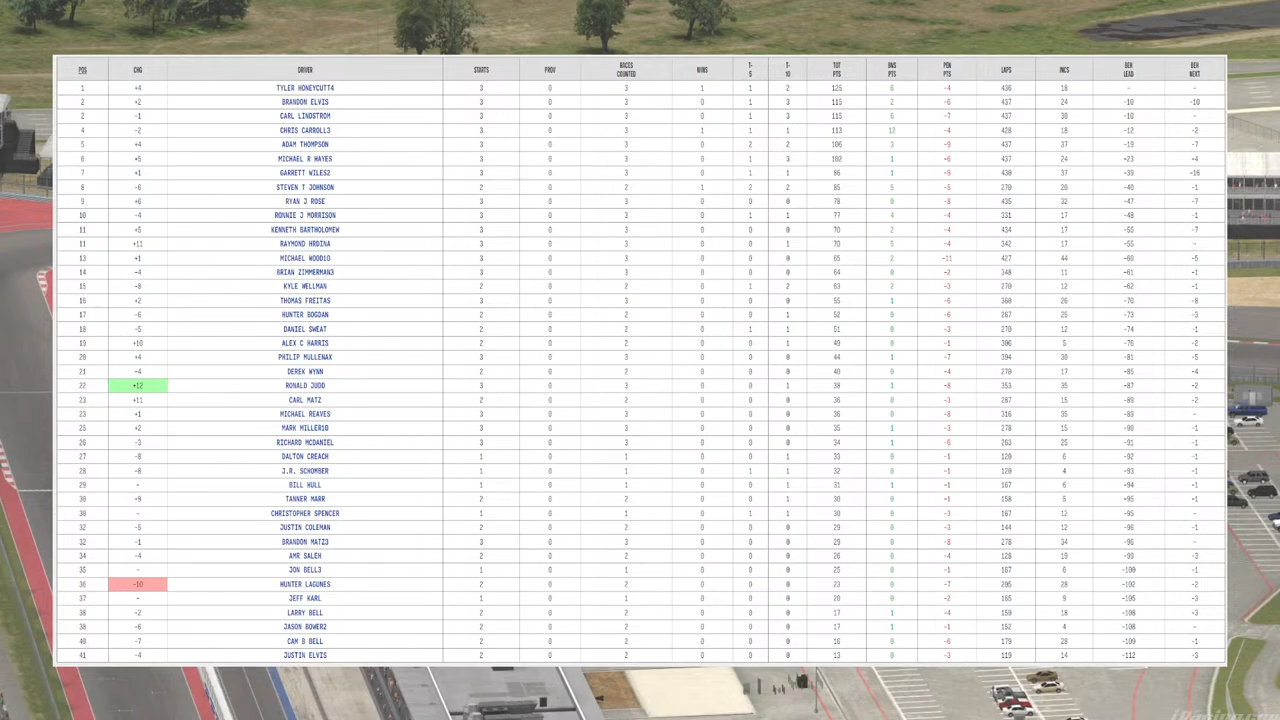 POS CHG DRIVER STARTS PROV RACES COUNTED WINS T-5 T-10 TOT PTS BNS PTS PEN PTS LAPS INCS BEH LEAD BEH NEXT
1 +4 TYLER HONEYCUTT4 3 0 3 1 1 2 125 6 -4 436 18 - -
2 +2 BRANDON ELVIS 3 0 3 0 1 3 115 2 -6 437 24 -10 -10
2 -1 CARL LINDSTROM 3 0 3 0 1 3 115 6 -7 437 30 -10 -
4 -2 CHRIS CARROLL3 3 0 3 1 1 1 113 12 -4 428 18 -12 -2
5 +4 ADAM THOMPSON 3 0 3 0 2 2 106 3 -9 437 37 -19 -7
6 +5 MICHAEL R HAYES 3 0 3 0 1 3 102 1 -6 437 24 -23 -4
7 +1 GARRETT WILES2 3 0 3 0 1 1 86 1 -9 430 37 -39 -16
8 -6 STEVEN T JOHNSON 2 0 2 1 2 2 85 5 -5 270 20 -40 -1
9 +6 RYAN J ROSE 3 0 3 0 0 0 78 0 -8 435 32 -47 -7
10 -4 RONNIE J MORRISON 3 0 3 0 1 1 77 4 -4 331 17 -48 -1
11 +5 KENNETH BARTHOLOMEW 3 0 3 0 0 0 70 2 -4 434 17 -55 -7
11 +11 RAYMOND HRDINA 3 0 3 0 0 1 70 5 -4 342 17 -55 -
13 +1 MICHAEL WOOD10 3 0 3 0 0 0 65 2 -11 427 44 -60 -5
14 -4 BRIAN ZIMMERMAN3 3 0 3 0 0 0 64 0 -2 348 11 -61 -1
15 -8 KYLE WELLMAN 2 0 2 0 1 2 63 2 -3 270 12 -62 -1
16 +2 THOMAS FREITAS 3 0 3 0 0 0 55 1 -6 360 26 -70 -8
17 -6 HUNTER BOGDAN 2 0 2 0 0 1 52 0 -6 267 25 -73 -3
18 -5 DANIEL SWEAT 2 0 2 0 1 1 51 0 -3 270 12 -74 -1
19 +10 ALEX C HARRIS 2 0 2 0 0 1 49 0 -1 306 5 -76 -2
20 +4 PHILIP MULLENAX 3 0 3 0 0 0 44 1 -7 394 30 -81 -5
21 -4 DEREK WYNN 2 0 2 0 0 0 40 0 -4 270 17 -85 -4
22 +12 RONALD JUDD 3 0 3 0 0 1 38 1 -8 353 35 -87 -2
23 +11 CARL MATZ 2 0 2 0 0 0 36 0 -3 287 15 -89 -2
23 +1 MICHAEL REAVES 3 0 3 0 0 0 36 0 -8 316 35 -89 -
25 +2 MARK MILLER10 3 0 3 0 0 0 35 1 -3 278 15 -90 -1
26 -3 RICHARD MCDANIEL 3 0 3 0 0 0 34 1 -6 263 25 -91 -1
27 -8 DALTON CREACH 1 0 1 0 0 1 33 0 -1 120 6 -92 -1
28 -8 J.R. SCHOMBER 1 0 1 0 0 1 32 0 -1 120 4 -93 -1
29 - BILL HULL 1 0 1 0 0 1 31 1 -1 167 6 -94 -1
30 -9 TANNER MARR 2 0 2 0 0 1 30 0 -1 158 5 -95 -1
30 - CHRISTOPHER SPENCER 1 0 1 0 1 1 30 0 -3 167 12 -95 -
32 -5 JUSTIN COLEMAN 2 0 2 0 0 0 29 0 -3 144 12 -96 -1
32 -1 BRANDON MATZ3 2 0 2 0 0 0 29 0 -8 278 34 -96 -
34 -4 AMR SALEH 2 0 2 0 0 0 26 0 -4 128 19 -99 -3
35 - JON BELL3 1 0 1 0 0 0 25 0 -1 167 6 -100 -1
36 -10 HUNTER LAGUNES 2 0 2 0 0 0 23 0 -7 205 28 -102 -2
37 - JEFF KARL 1 0 1 0 0 0 20 0 -2 165 9 -105 -3
38 -2 LARRY BELL 2 0 2 0 0 0 17 1 -4 159 18 -108 -3
38 -6 JASON BOWER2 2 0 2 0 0 0 17 1 -1 152 4 -108 -
40 -7 CAM B BELL 2 0 2 0 0 0 16 0 -6 179 28 -109 -1
41 -4 JUSTIN ELVIS 2 0 2 0 0 0 13 0 -3 119 14 -112 -3